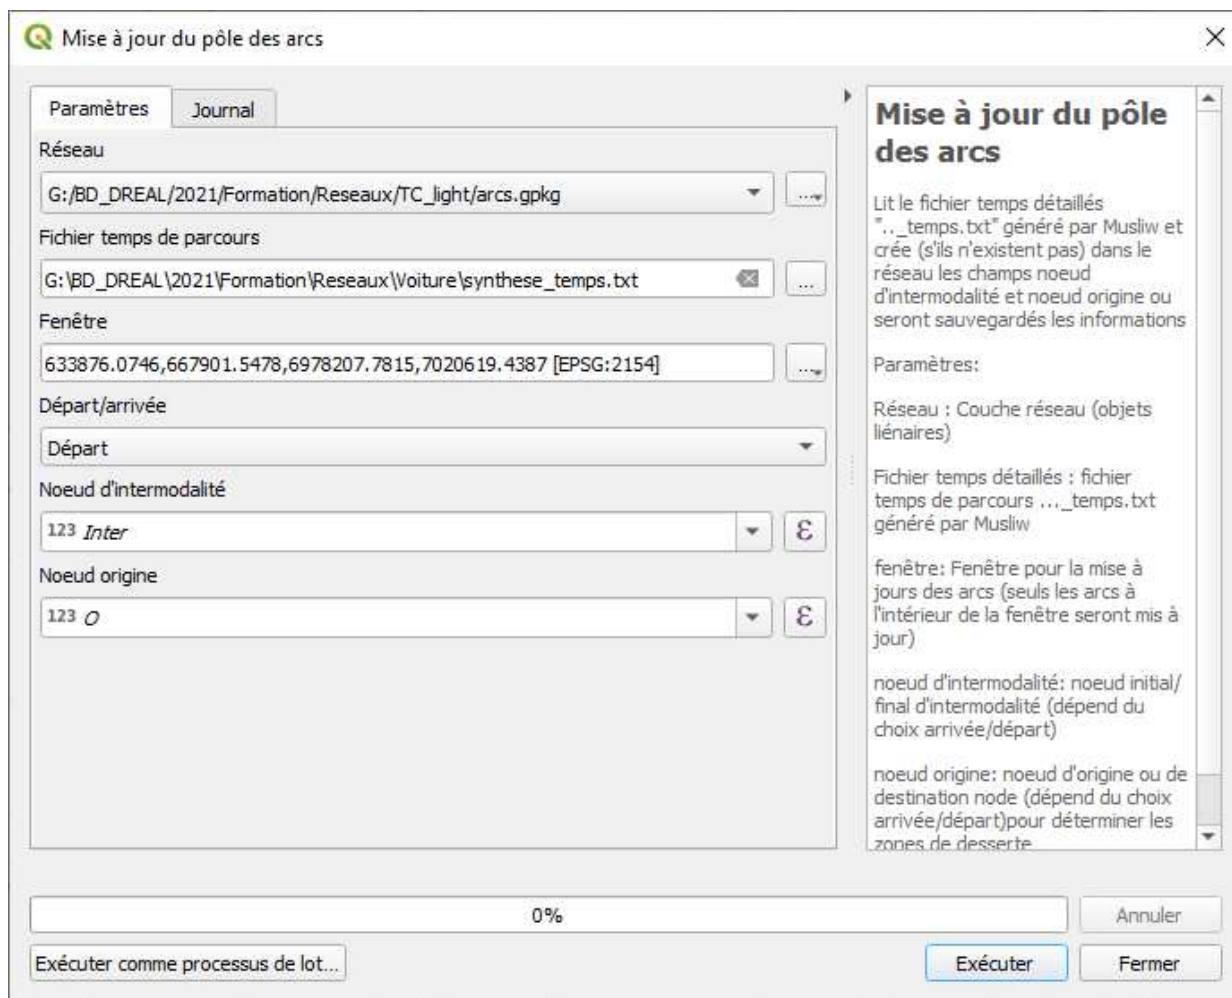 Mise à jour du pôle des arcs
Paramètres
Journal
Réseau
G:/BD_DREAL/2021/Formation/Reseaux/TC_light/arcs.gpkg
...
Fichier temps de parcours
G:\BD_DREAL\2021\Formation\Reseaux\Voiture\synthese_temps.txt
...
Fenêtre
633876.0746,667901.5478,6978207.7815,7020619.4387 [EPSG:2154]
...
Départ/arrivée
Départ
Noeud d'intermodalité
123 Inter
ε
Noeud origine
123 O
ε
Mise à jour du pôle
des arcs
Lit le fichier temps détaillés
".._temps.txt" généré par Musliw et
crée (s'ils n'existent pas) dans le
réseau les champs noeud
d'intermodalité et noeud origine ou
seront sauvegardés les informations
Paramètres:
Réseau : Couche réseau (objets
liénaires)
Fichier temps détaillés : fichier
temps de parcours ..._temps.txt
généré par Musliw
fenêtre: Fenêtre pour la mise à
jours des arcs (seuls les arcs à
l'intérieur de la fenêtre seront mis à
jour)
noeud d'intermodalité: noeud initial/
final d'intermodalité (dépend du
choix arrivée/départ)
noeud origine: noeud d'origine ou de
destination node (dépend du choix
arrivée/départ)pour déterminer les
zones de desserte
0%
Annuler
Exécuter comme processus de lot...
Exécuter
Fermer